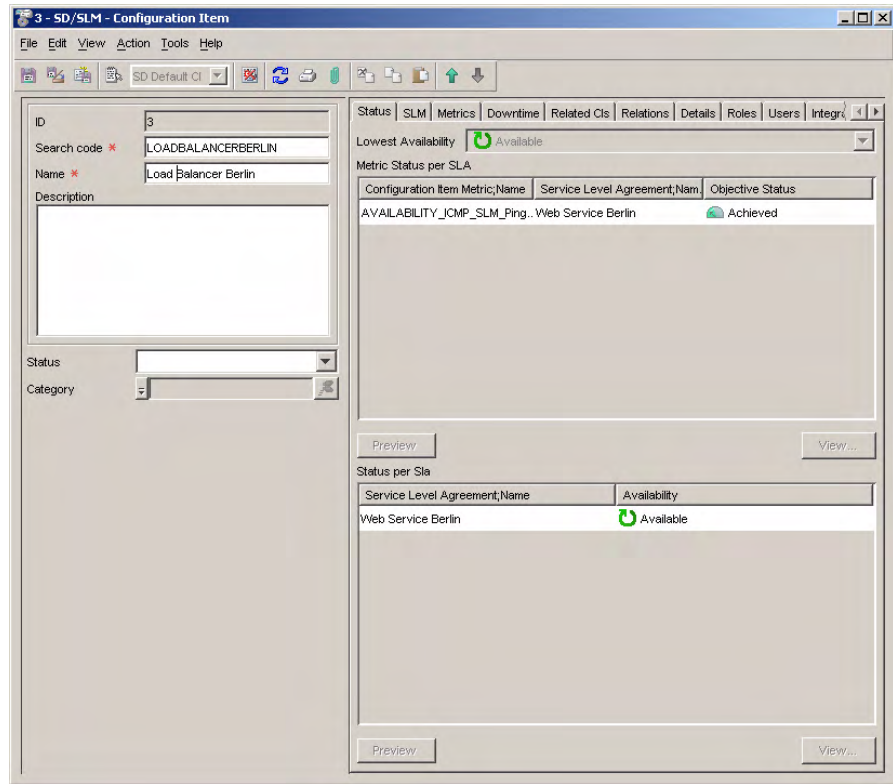 3 - SD/SLM - Configuration Item
File Edit View Action Tools Help
SD Default CI
ID 3
Search code * LOADBALANCERBERLIN
Name * Load Balancer Berlin
Description
Status
Category
Status SLM Metrics Downtime Related CIs Relations Details Roles Users Integra
Lowest Availability Available
Metric Status per SLA
Configuration Item Metric;Name Service Level Agreement;Nam. Objective Status
AVAILABILITY_ICMP_SLM_Ping.. Web Service Berlin Achieved
Preview View...
Status per Sla
Service Level Agreement;Name Availability
Web Service Berlin Available
Preview View...